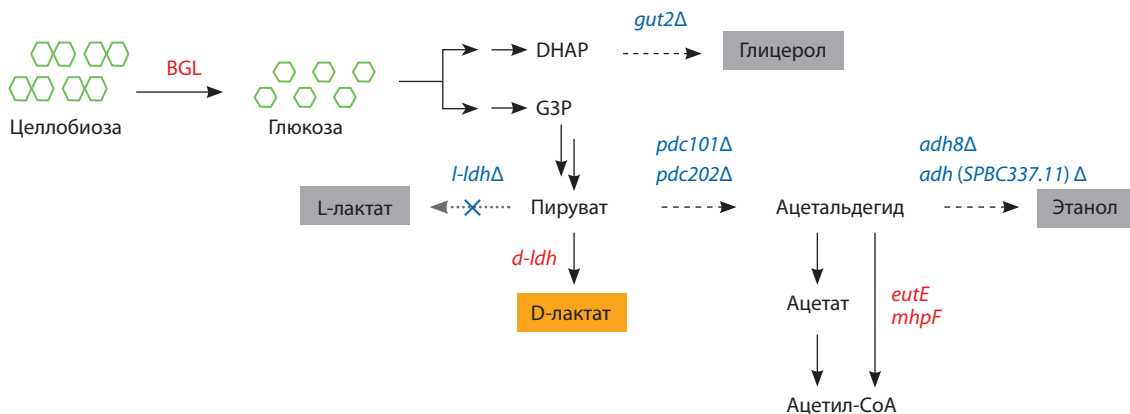 gut2Δ
DHAP
Глицерол
BGL
Целлобиоза
Глюкоза
G3P
pdc101Δ
pdc202Δ
adh8Δ
adh (SPBC337.11) Δ
l-ldhΔ
L-лактат
Пируват
Ацетальдегид
Этанол
d-ldh
D-лактат
Ацетат
eutE
mhpF
Ацетил-CoA